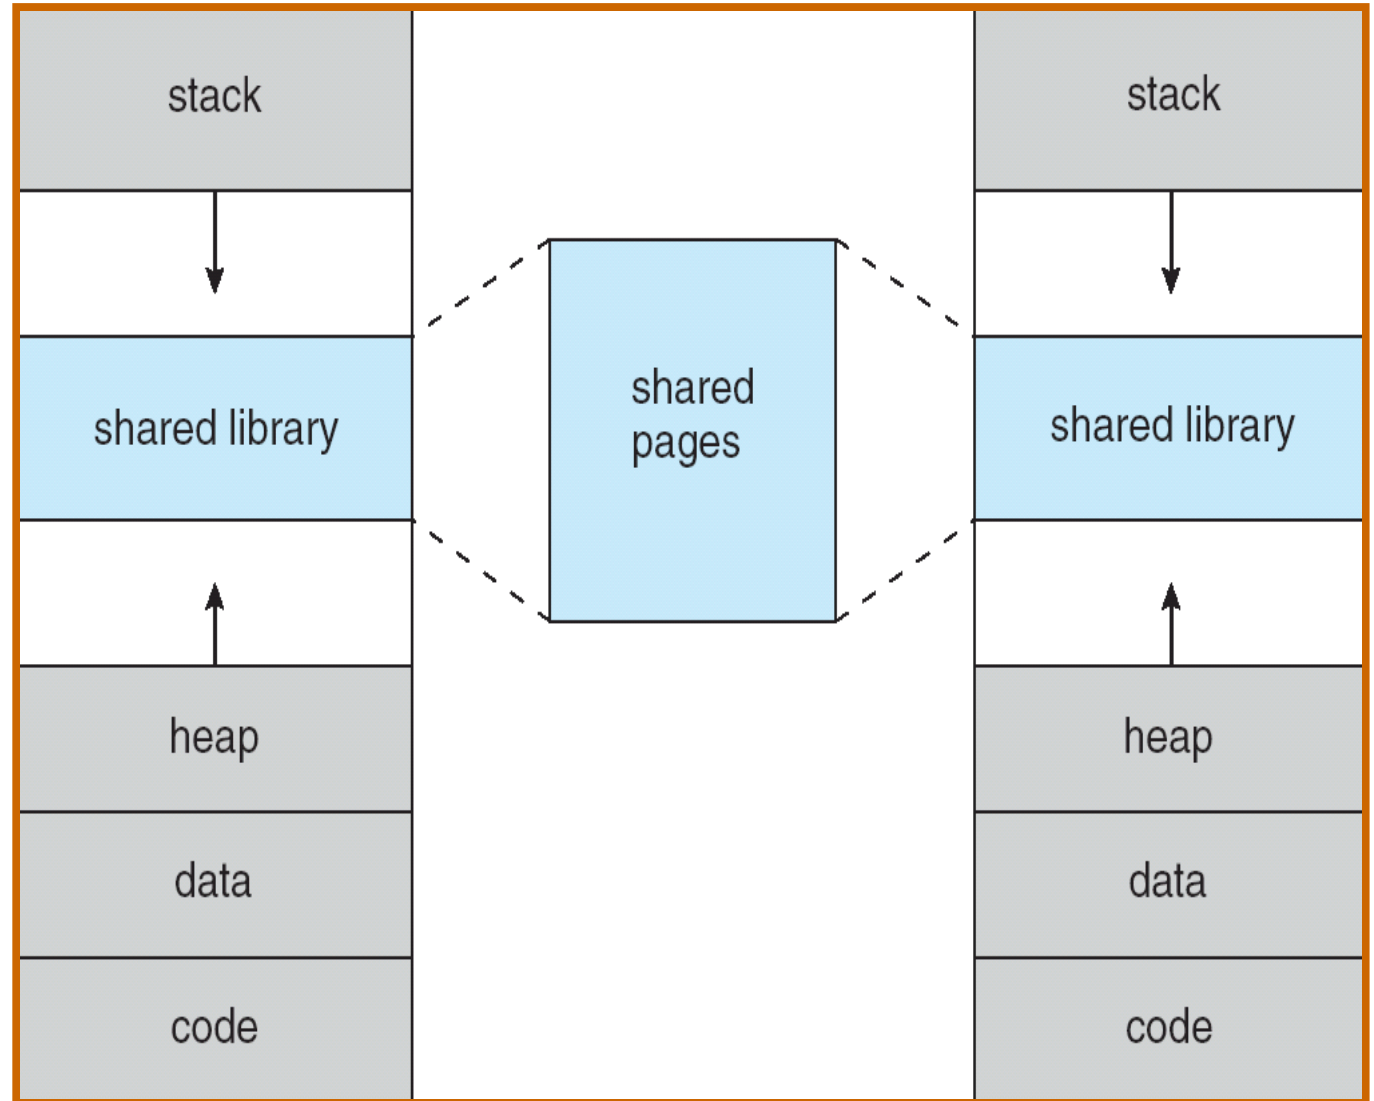 stack
shared library
heap
data
code
shared
pages
stack
shared library
heap
data
code